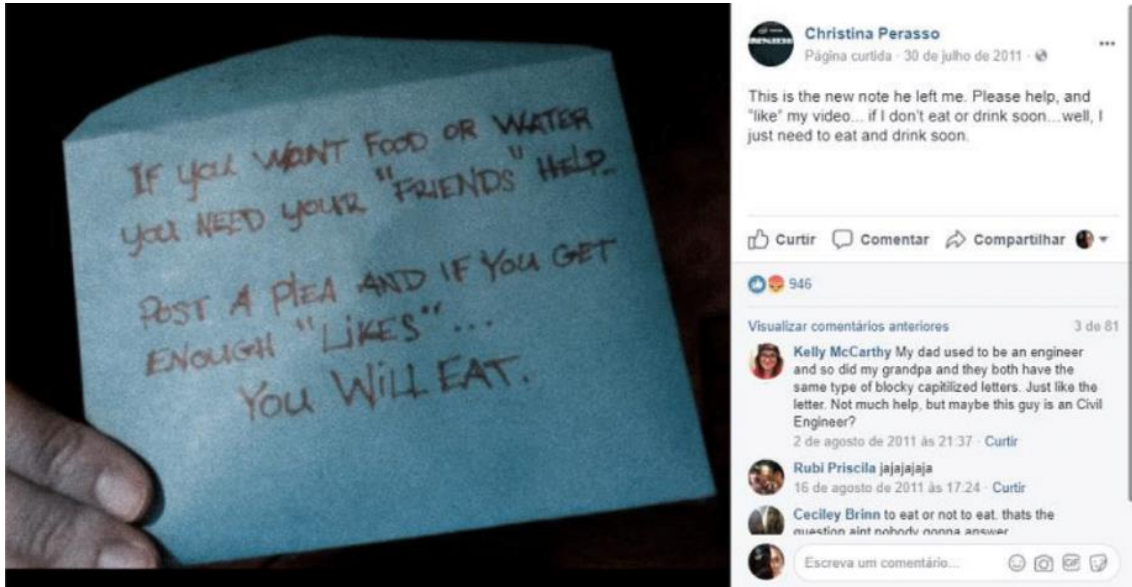 IF YOU WANT FOOD OR WATER
YOU NEED YOUR "FRIENDS" HELP.
POST A PLEA AND IF YOU GET
ENOUGH "LIKES"...
YOU WILL EAT.
Christina Perasso
Página curtida · 30 de julho de 2011 ·
This is the new note he left me. Please help, and
"like" my video... if I don't eat or drink soon...well, I
just need to eat and drink soon.
Curtir Comentar Compartilhar
946
Visualizar comentários anteriores 3 de 81
Kelly McCarthy My dad used to be an engineer
and so did my grandpa and they both have the
same type of blocky capitilized letters. Just like the
letter. Not much help, but maybe this guy is an Civil
Engineer?
2 de agosto de 2011 às 21:37 · Curtir
Rubi Priscila jajajajaja
16 de agosto de 2011 às 17:24 · Curtir
Ceciley Brinn to eat or not to eat. thats the
question aint nobody gonna answer
Escreva um comentário...
GIF